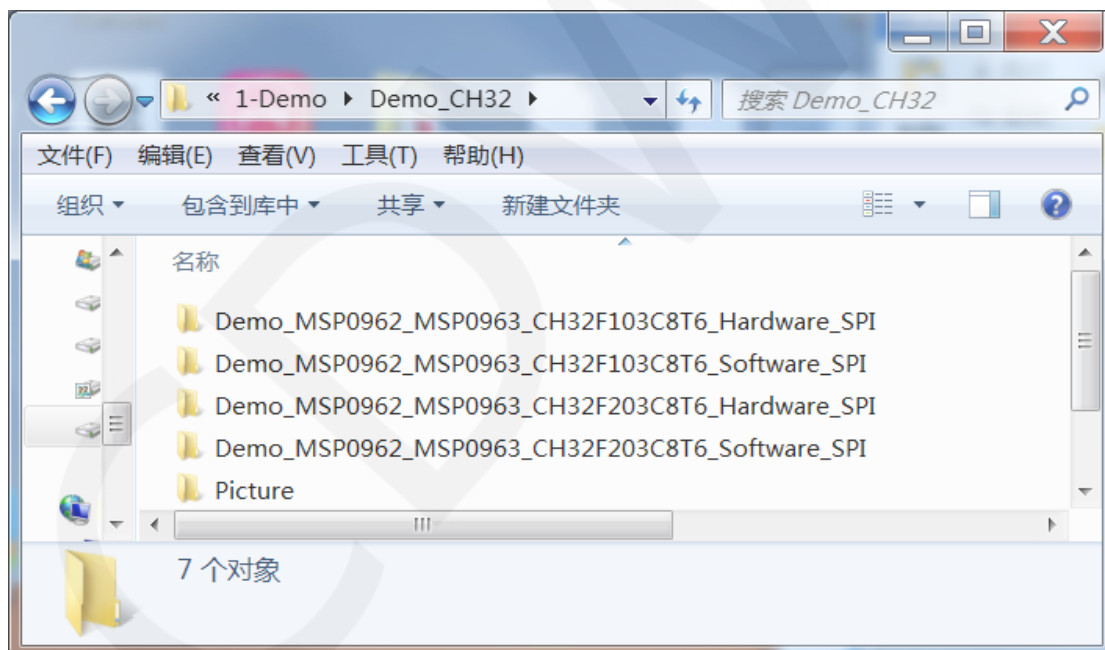 « 1-Demo ▸ Demo_CH32 ▸ 搜索 Demo_CH32
文件(F) 编辑(E) 查看(V) 工具(T) 帮助(H)
组织 包含到库中 共享 新建文件夹
名称
Demo_MSP0962_MSP0963_CH32F103C8T6_Hardware_SPI
Demo_MSP0962_MSP0963_CH32F103C8T6_Software_SPI
Demo_MSP0962_MSP0963_CH32F203C8T6_Hardware_SPI
Demo_MSP0962_MSP0963_CH32F203C8T6_Software_SPI
Picture
7 个对象